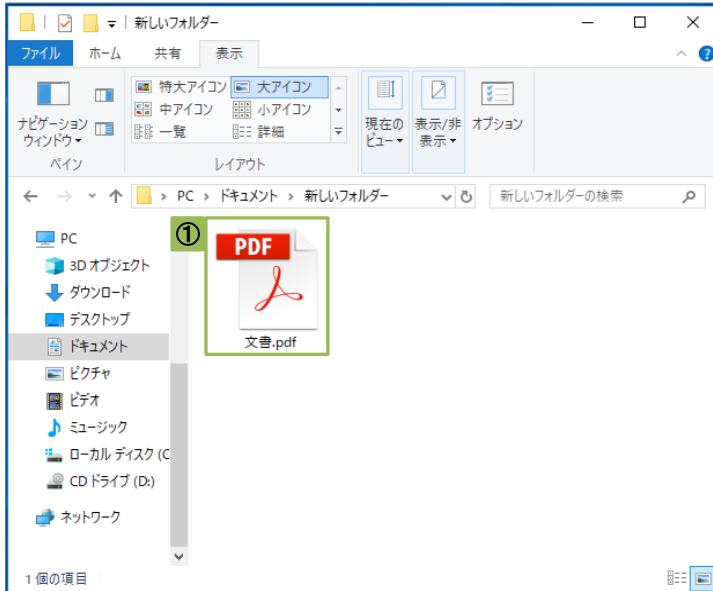 新しいフォルダー
ファイル ホーム 共有 表示
特大アイコン 大アイコン
中アイコン 小アイコン
一覧 詳細
ナビゲーション
ウィンドウ
現在の
ビュー
表示/非
表示
オプション
ペイン レイアウト
PC › ドキュメント › 新しいフォルダー 新しいフォルダーの検索
PC
3D オブジェクト
ダウンロード
デスクトップ
ドキュメント
ピクチャ
ビデオ
ミュージック
ローカル ディスク (C
CD ドライブ (D:)
ネットワーク
①
PDF
文書.pdf
1 個の項目